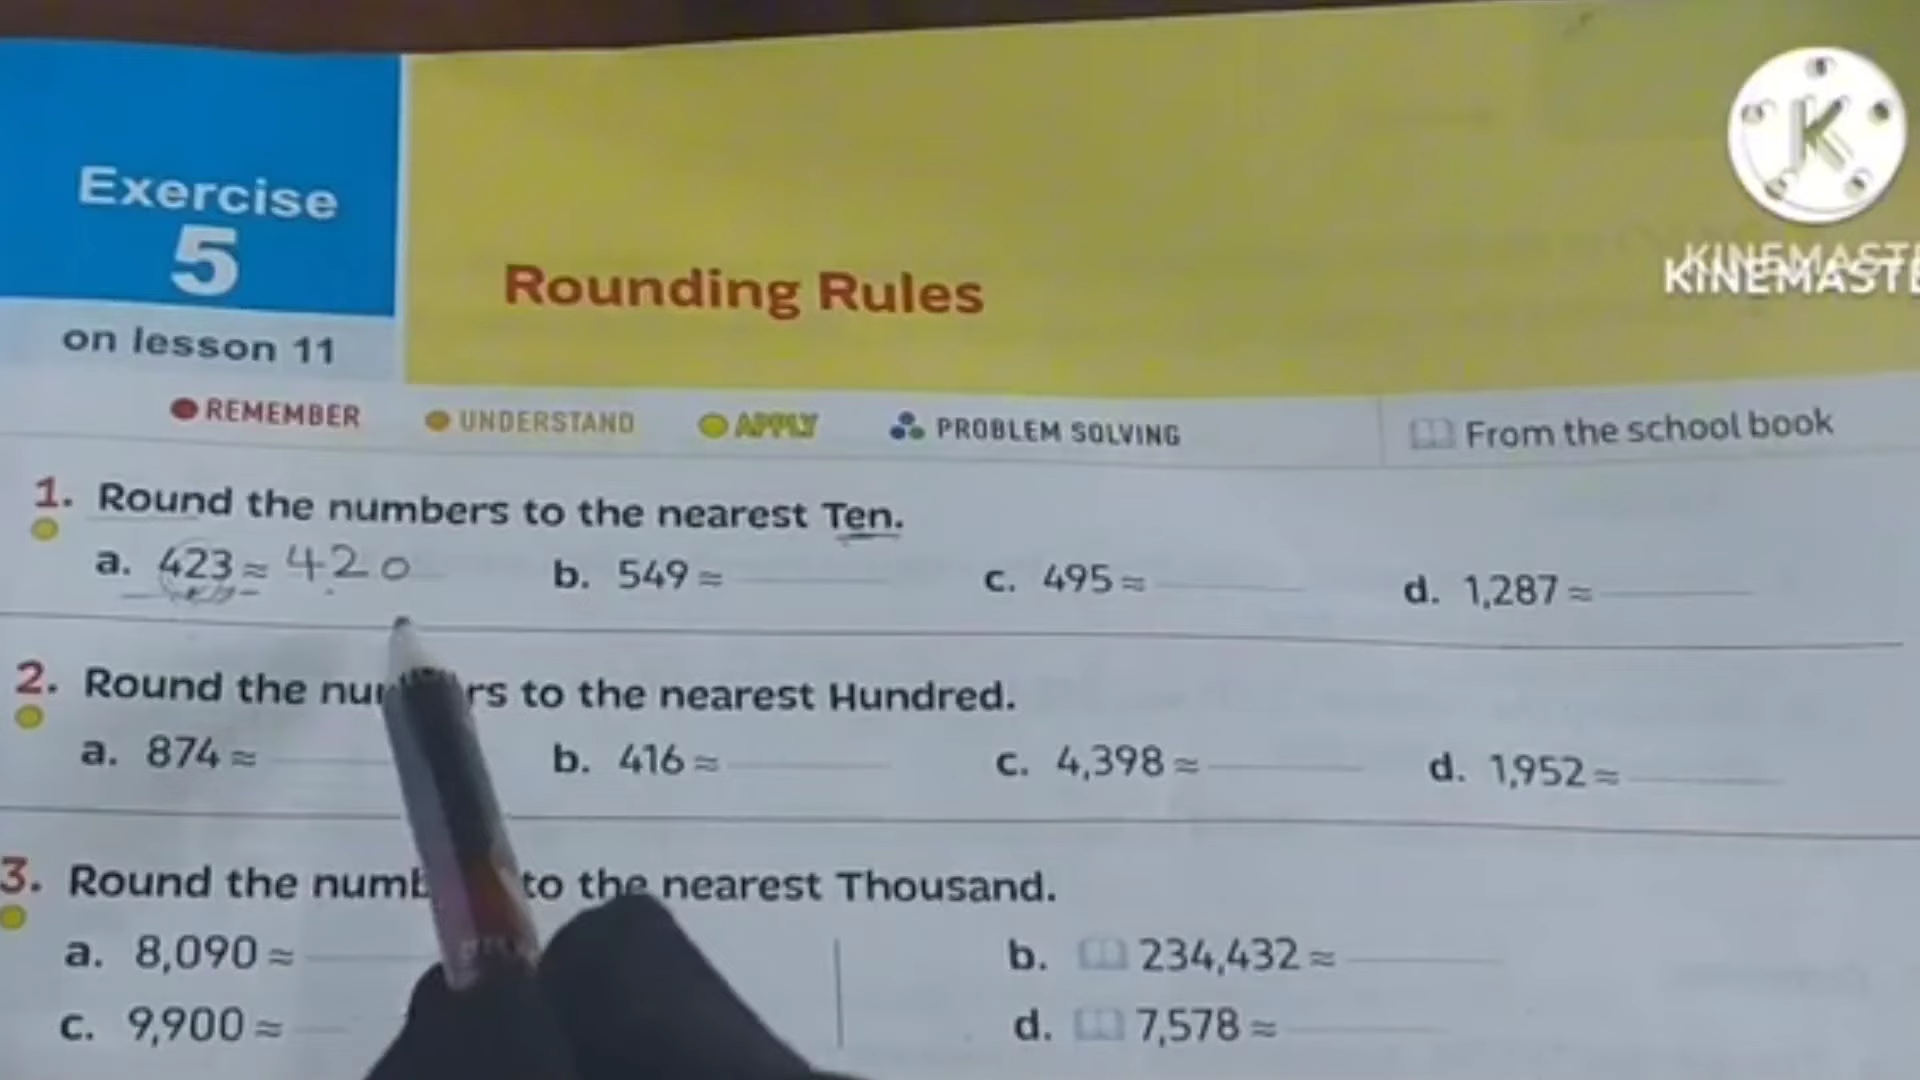 Exercise
5
on lesson 11
Rounding Rules
KINEMAST
KINEMASTE
REMEMBER UNDERSTAND APPLY PROBLEM SOLVING From the school book
1. Round the numbers to the nearest Ten.
a. 423 ≈ 420 b. 549 ≈ c. 495 ≈ d. 1,287 ≈
2. Round the nu rs to the nearest Hundred.
a. 874 ≈ b. 416 ≈ c. 4,398 ≈ d. 1,952 ≈
3. Round the numb to the nearest Thousand.
a. 8,090 ≈ b. 234,432 ≈
c. 9,900 ≈ d. 7,578 ≈